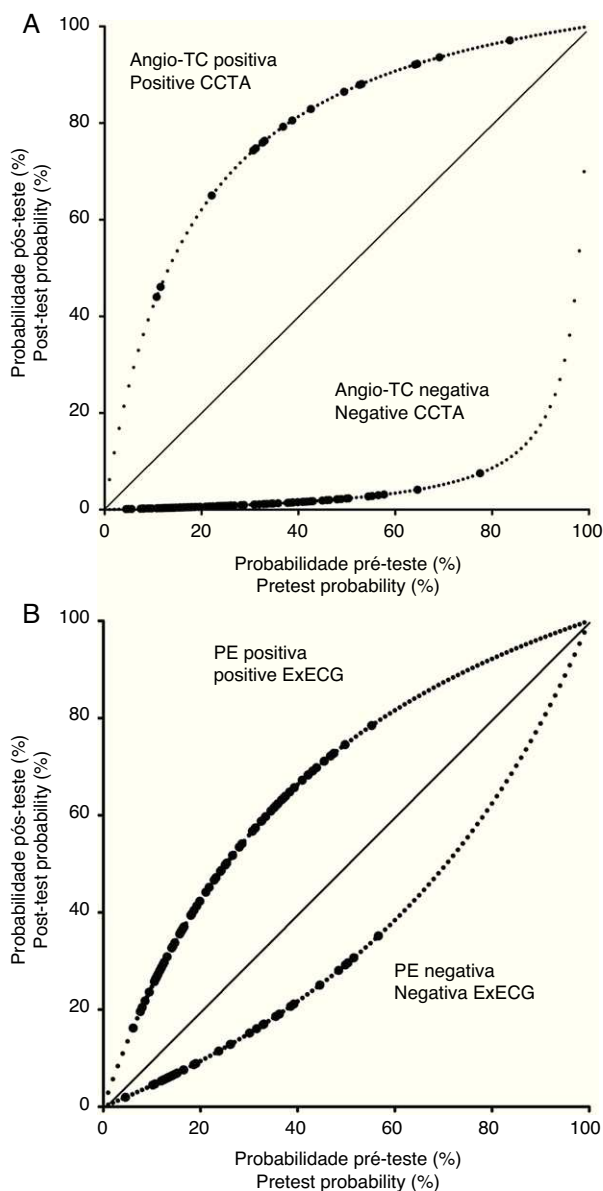 A
100
80
60
40
20
0
Probabilidade pós-teste (%)
Post-test probability (%)
Angio-TC positiva
Positive CCTA
Angio-TC negativa
Negative CCTA
0 20 40 60 80 100
Probabilidade pré-teste (%)
Pretest probability (%)
B
100
80
60
40
20
0
Probabilidade pós-teste (%)
Post-test probability (%)
PE positiva
positive ExECG
PE negativa
Negativa ExECG
0 20 40 60 80 100
Probabilidade pré-teste (%)
Pretest probability (%)